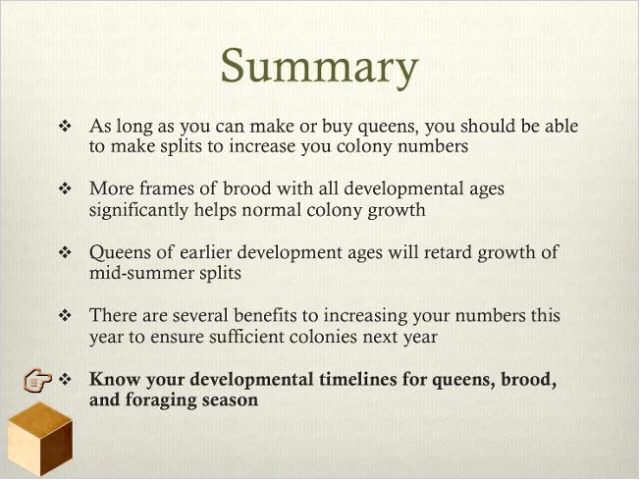 Summary
As long as you can make or buy queens, you should be able
to make splits to increase you colony numbers
More frames of brood with all developmental ages
significantly helps normal colony growth
Queens of earlier development ages will retard growth of
mid-summer splits
There are several benefits to increasing your numbers this
year to ensure sufficient colonies next year
Know your developmental timelines for queens, brood,
and foraging season